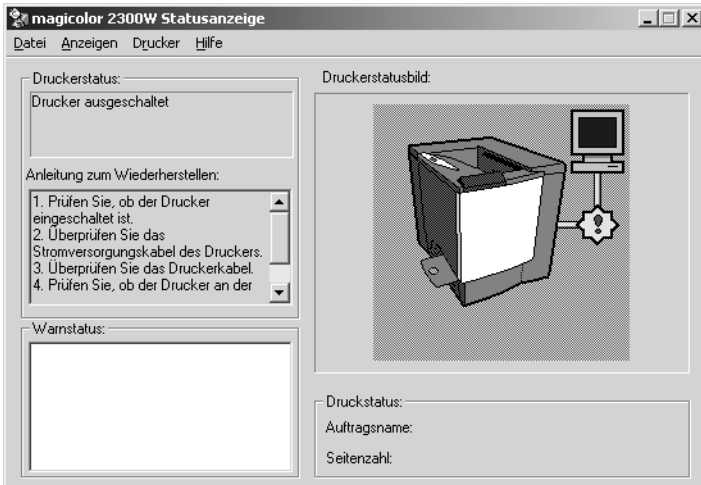 magicolor 2300W Statusanzeige
Datei Anzeigen Drucker Hilfe
Druckerstatus:
Drucker ausgeschaltet
Anleitung zum Wiederherstellen:
1. Prüfen Sie, ob der Drucker
eingeschaltet ist.
2. Überprüfen Sie das
Stromversorgungskabel des Druckers.
3. Überprüfen Sie das Druckerkabel.
4. Prüfen Sie, ob der Drucker an der
Warnstatus:
Druckerstatusbild:
Druckstatus:
Auftragsname:
Seitenzahl: